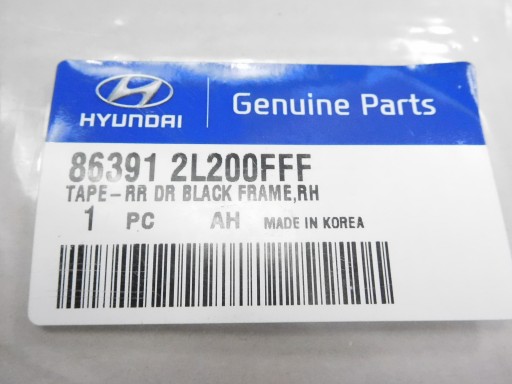 HYUNDAI
Genuine Parts
86391 2L200FFF
TAPE-RR DR BLACK FRAME,RH
1 PC AH MADE IN KOREA